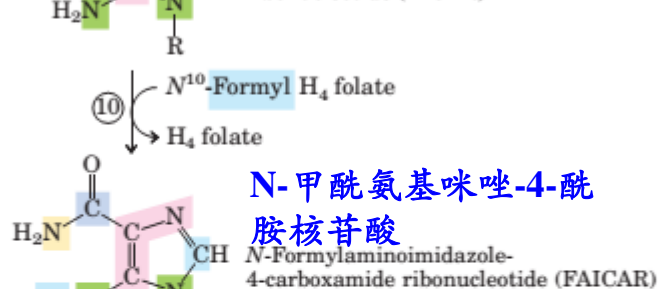 H₂N N
R
N¹⁰-Formyl H₄ folate
⑩
H₄ folate
O
C
H₂N
C N
CH
C N
N-甲酰氨基咪唑-4-酰
胺核苷酸
N-Formylaminoimidazole-
4-carboxamide ribonucleotide (FAICAR)